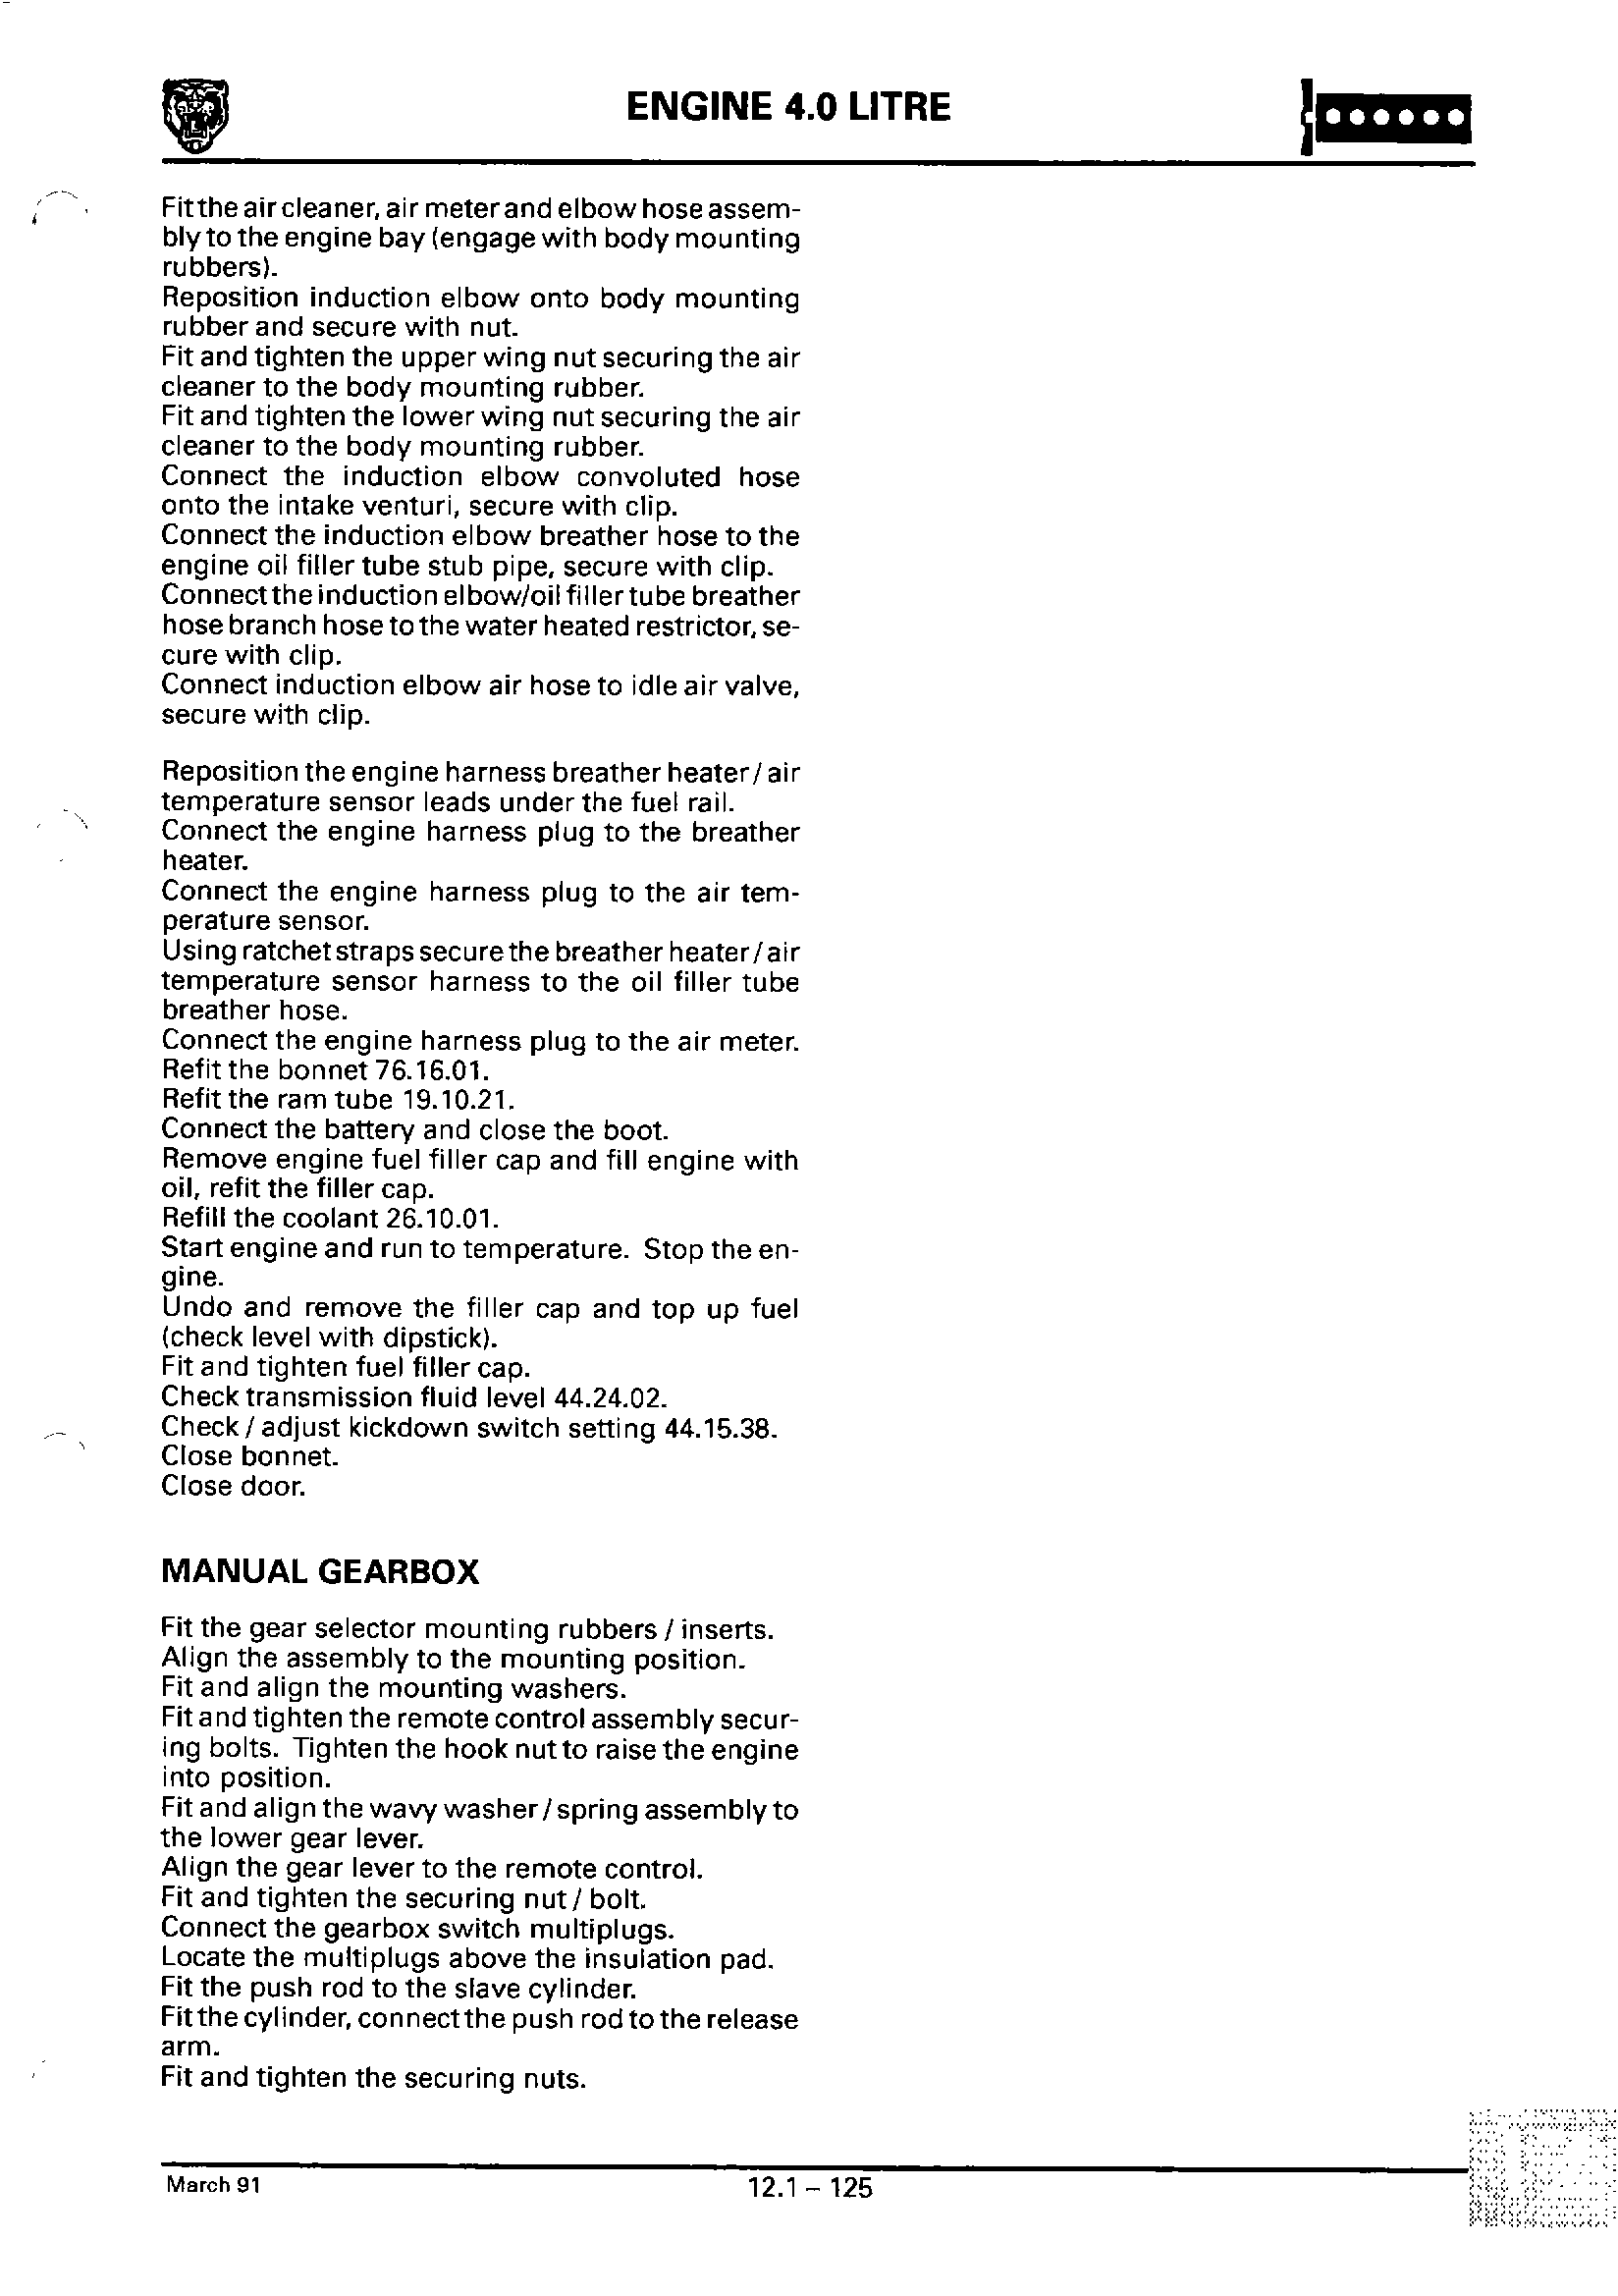 ENGINE 4.0 LITRE
Fit the air cleaner, air meter and elbow hose assem-
bly to the engine bay (engage with body mounting
rubbers).
Reposition induction elbow onto body mounting
rubber and secure with nut.
Fit and tighten the upper wing nut securing the air
cleaner to the body mounting rubber.
Fit and tighten the lower wing nut securing the air
cleaner to the body mounting rubber.
Connect the induction elbow convoluted hose
onto the intake venturi, secure with clip.
Connect the induction elbow breather hose to the
engine oil filler tube stub pipe, secure with clip.
Connect the induction elbow/oil filler tube breather
hose branch hose to the water heated restrictor, se-
cure with clip.
Connect induction elbow air hose to idle air valve,
secure with clip.
Reposition the engine harness breather heater / air
temperature sensor leads under the fuel rail.
Connect the engine harness plug to the breather
heater.
Connect the engine harness plug to the air tem-
perature sensor.
Using ratchet straps secure the breather heater / air
temperature sensor harness to the oil filler tube
breather hose.
Connect the engine harness plug to the air meter.
Refit the bonnet 76.16.01.
Refit the ram tube 19.10.21.
Connect the battery and close the boot.
Remove engine fuel filler cap and fill engine with
oil, refit the filler cap.
Refill the coolant 26.10.01.
Start engine and run to temperature. Stop the en-
gine.
Undo and remove the filler cap and top up fuel
(check level with dipstick).
Fit and tighten fuel filler cap.
Check transmission fluid level 44.24.02.
Check / adjust kickdown switch setting 44.15.38.
Close bonnet.
Close door.
MANUAL GEARBOX
Fit the gear selector mounting rubbers / inserts.
Align the assembly to the mounting position.
Fit and align the mounting washers.
Fit and tighten the remote control assembly secur-
ing bolts. Tighten the hook nut to raise the engine
into position.
Fit and align the wavy washer / spring assembly to
the lower gear lever.
Align the gear lever to the remote control.
Fit and tighten the securing nut / bolt.
Connect the gearbox switch multiplugs.
Locate the multiplugs above the insulation pad.
Fit the push rod to the slave cylinder.
Fit the cylinder, connect the push rod to the release
arm.
Fit and tighten the securing nuts.
March 91
12.1 – 125